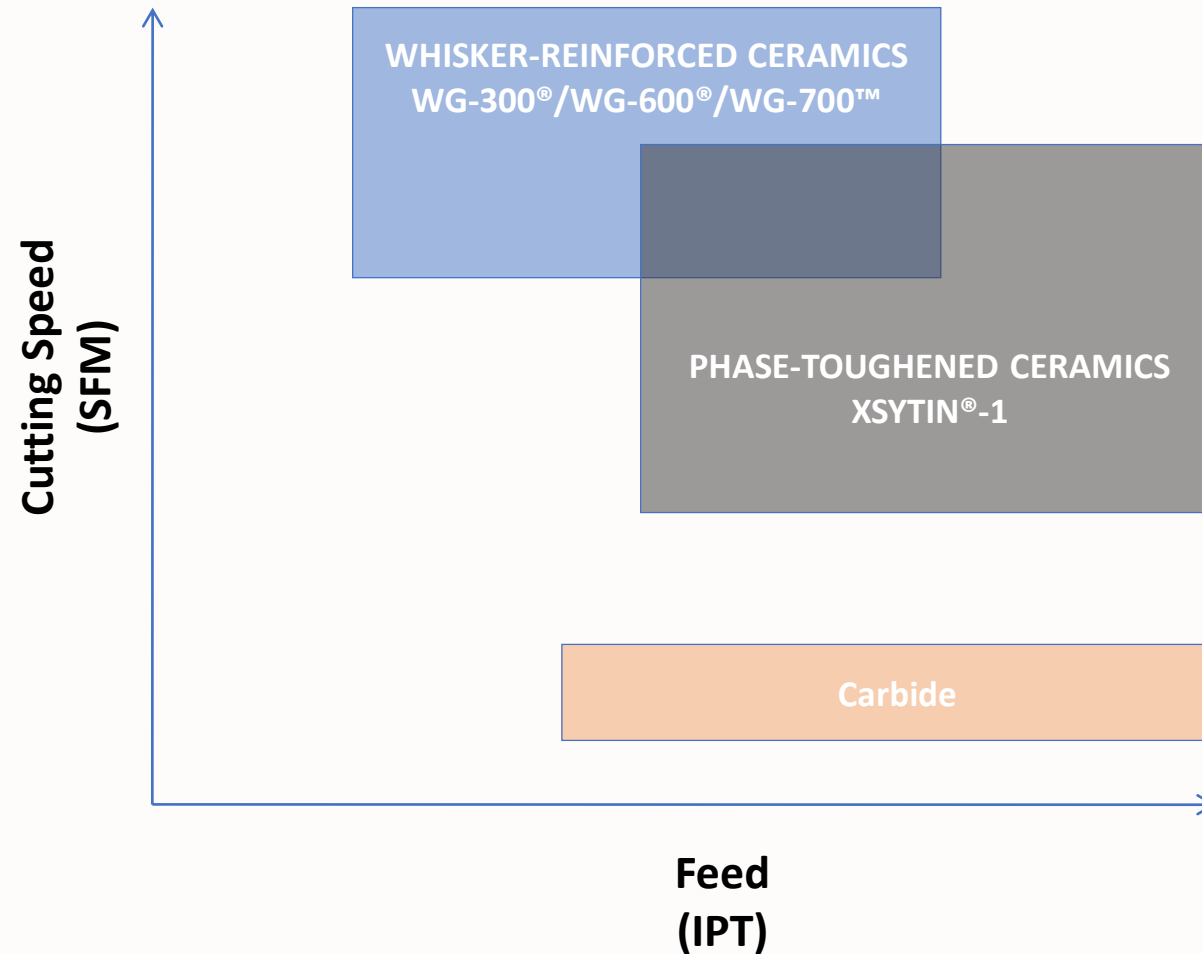 WHISKER-REINFORCED CERAMICS
WG-300®/WG-600®/WG-700™
Cutting Speed
(SFM)
PHASE-TOUGHENED CERAMICS
XSYTIN®-1
Carbide
Feed
(IPT)